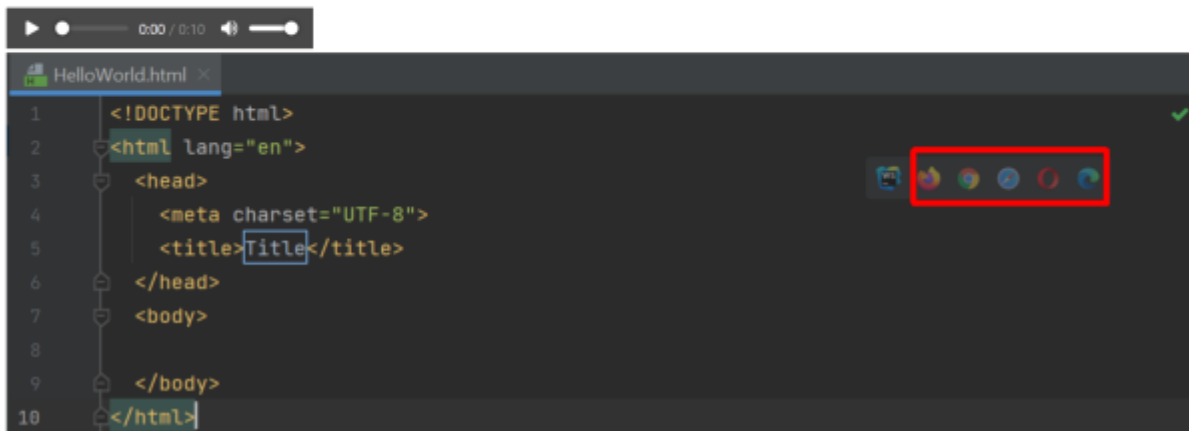 0:00 / 0:10
HelloWorld.html
1 <!DOCTYPE html>
2 <html lang="en">
3 <head>
4 <meta charset="UTF-8">
5 <title>Title</title>
6 </head>
7 <body>
8
9 </body>
10 </html>